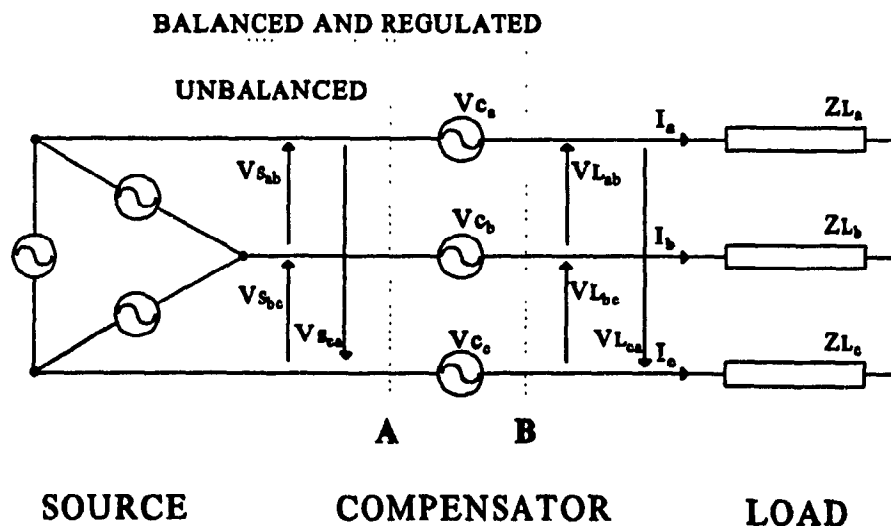 BALANCED AND REGULATED
UNBALANCED
Vc_a
I_a
ZL_a
Vs_ab
VL_ab
Vc_b
I_b
ZL_b
Vs_bc
VL_bc
Vs_ca
Vc_c
VL_ca
I_c
ZL_c
A
B
SOURCE
COMPENSATOR
LOAD